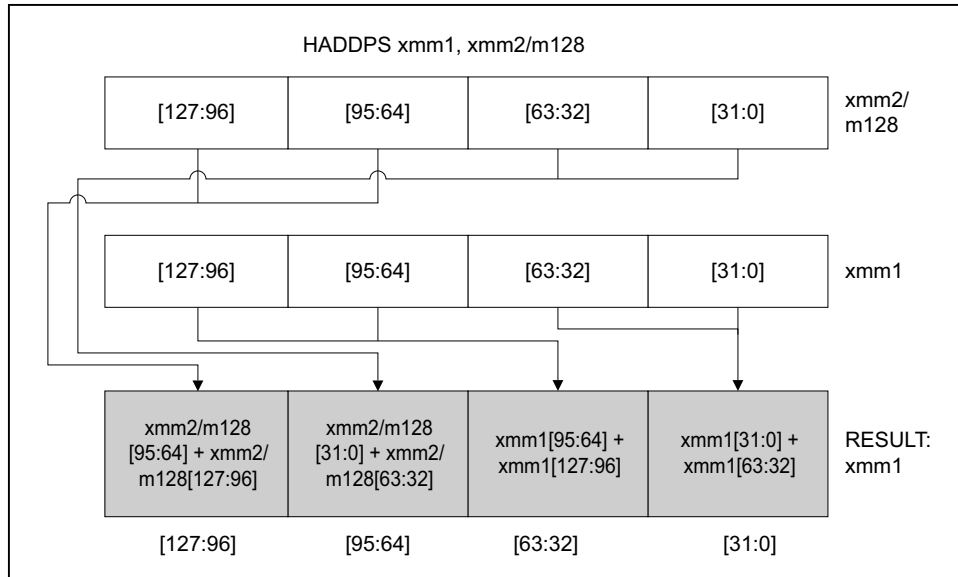 HADDPS xmm1, xmm2/m128
[127:96] [95:64] [63:32] [31:0]
xmm2/
m128
[127:96] [95:64] [63:32] [31:0]
xmm1
xmm2/m128
[95:64] + xmm2/
m128[127:96]
xmm2/m128
[31:0] + xmm2/
m128[63:32]
xmm1[95:64] +
xmm1[127:96]
xmm1[31:0] +
xmm1[63:32]
RESULT:
xmm1
[127:96] [95:64] [63:32] [31:0]